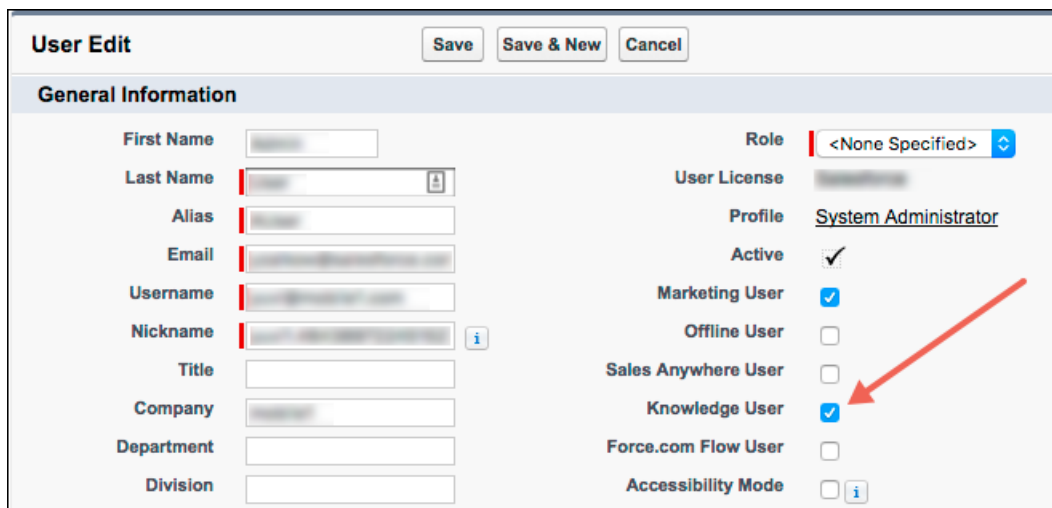 User Edit
Save
Save & New
Cancel
General Information
First Name
Role
<None Specified>
Last Name
User License
Alias
Profile
System Administrator
Email
Active
Username
Marketing User
Nickname
i
Offline User
Title
Sales Anywhere User
Company
Knowledge User
Department
Force.com Flow User
Division
Accessibility Mode
i